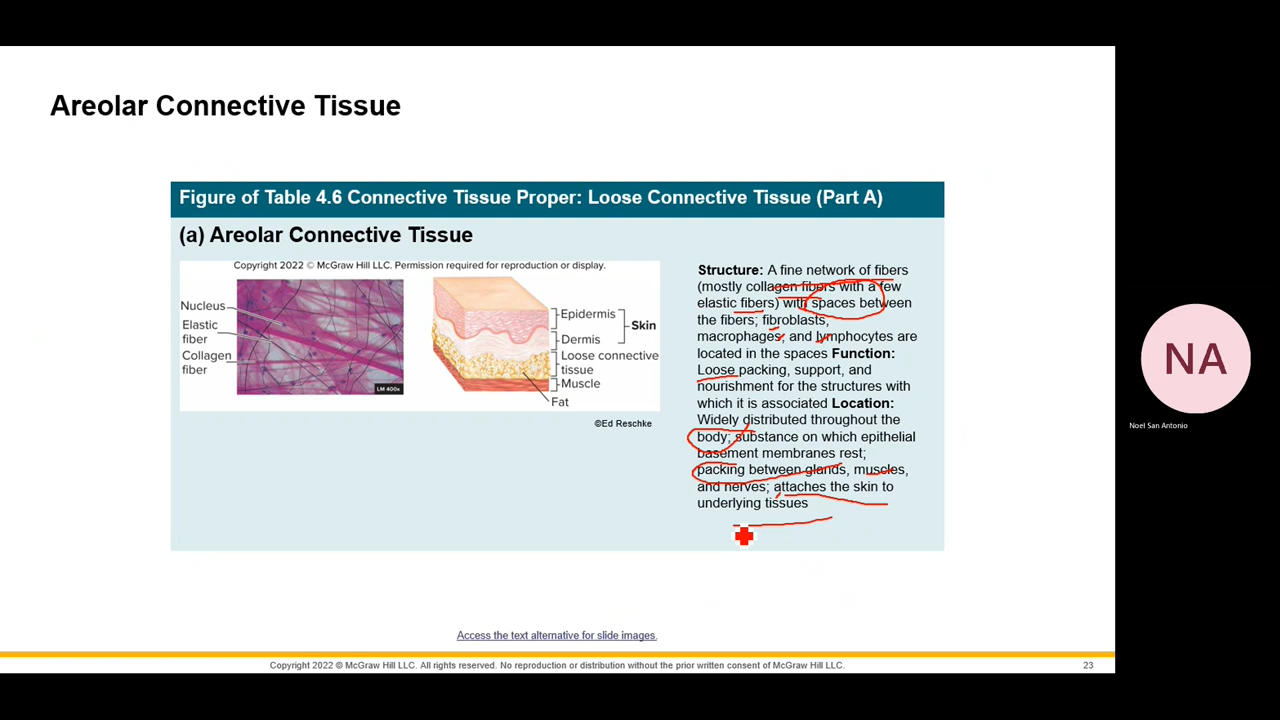 Areolar Connective Tissue
Figure of Table 4.6 Connective Tissue Proper: Loose Connective Tissue (Part A)
(a) Areolar Connective Tissue
Copyright 2022 © McGraw Hill LLC. Permission required for reproduction or display.
Nucleus
Elastic
fiber
Collagen
fiber
LM 400x
Epidermis
Skin
Dermis
Loose connective
tissue
Muscle
Fat
©Ed Reschke
Structure: A fine network of fibers
(mostly collagen fibers with a few
elastic fibers) with spaces between
the fibers; fibroblasts,
macrophages, and lymphocytes are
located in the spaces Function:
Loose packing, support, and
nourishment for the structures with
which it is associated Location:
Widely distributed throughout the
body; substance on which epithelial
basement membranes rest;
packing between glands, muscles,
and nerves; attaches the skin to
underlying tissues
NA
Noel San Antonio
Access the text alternative for slide images.
Copyright 2022 © McGraw Hill LLC. All rights reserved. No reproduction or distribution without the prior written consent of McGraw Hill LLC.
23